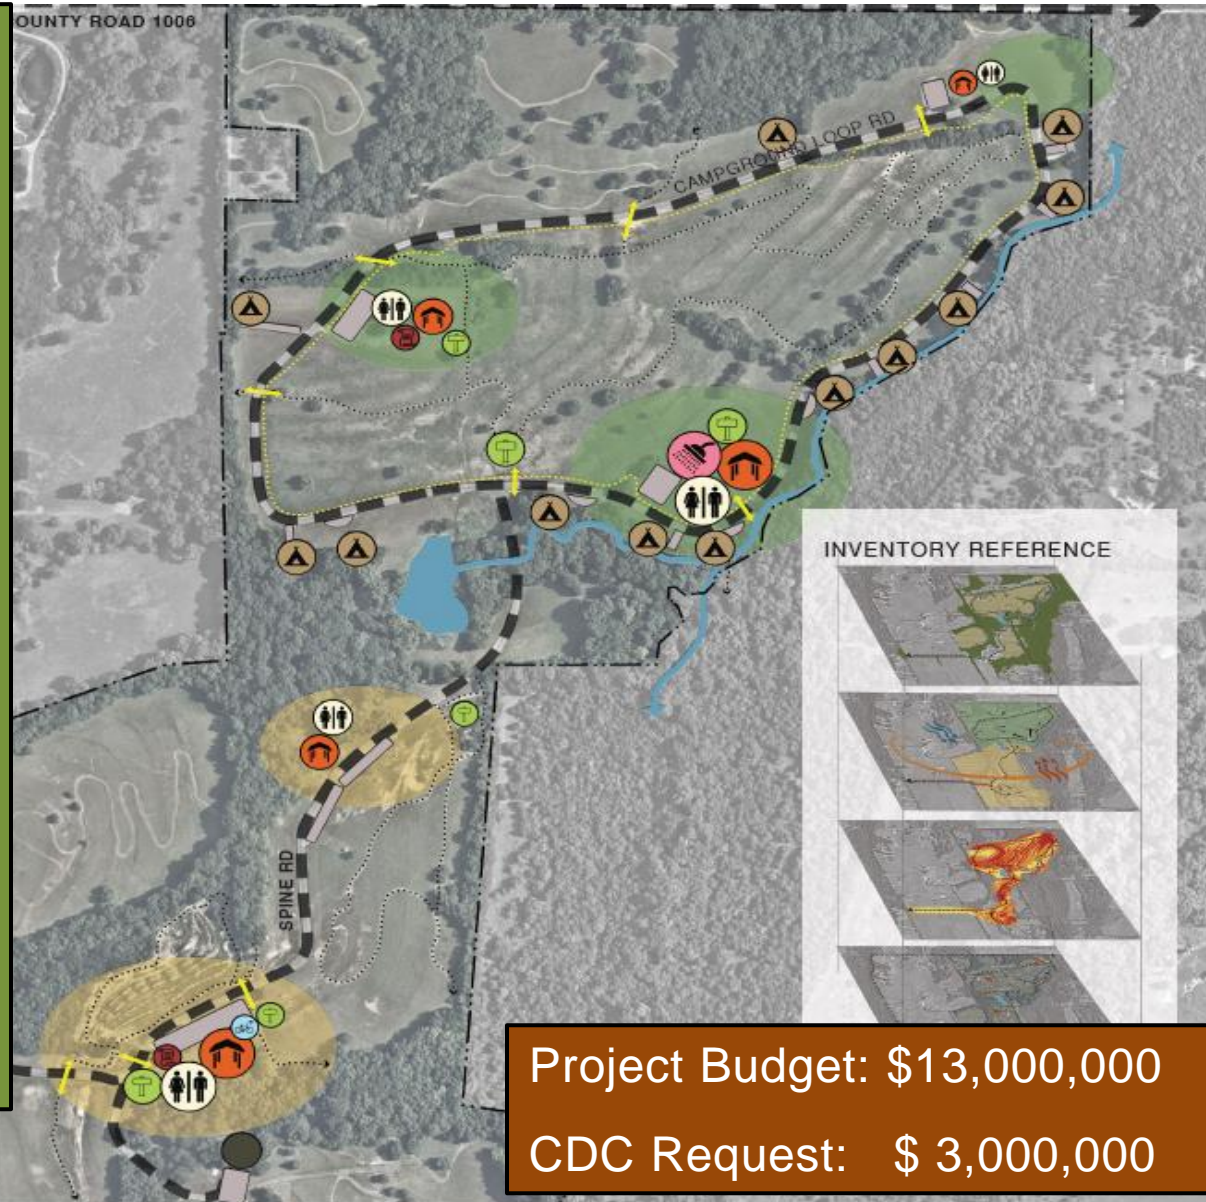 OUNTY ROAD 1006
CAMPGROUND LOOP RD
INVENTORY REFERENCE
SPINE RD
Project Budget: $13,000,000
CDC Request: $ 3,000,000